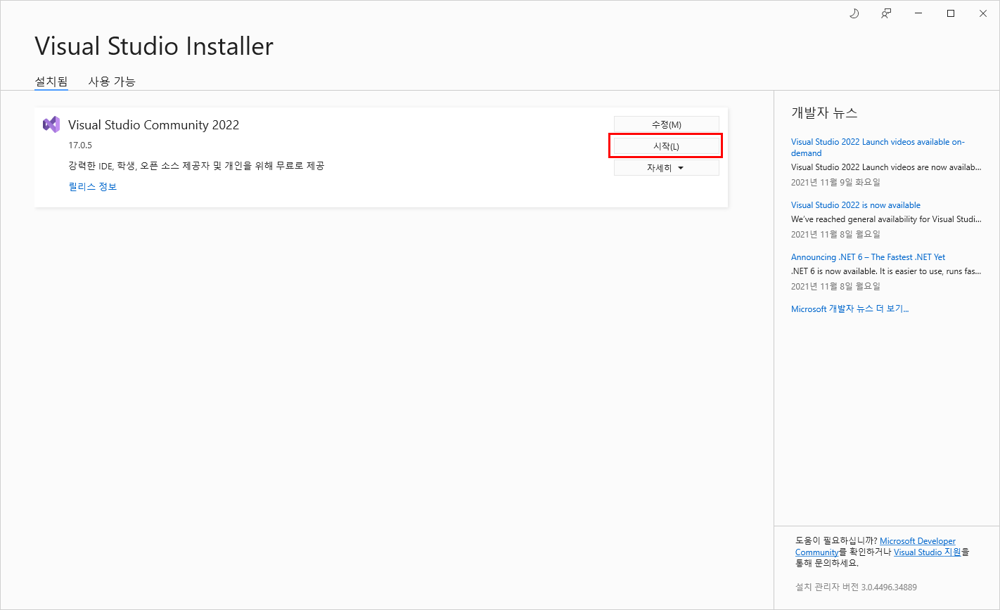 Visual Studio Installer
설치됨 사용 가능
Visual Studio Community 2022
17.0.5
강력한 IDE, 학생, 오픈 소스 제공자 및 개인을 위해 무료로 제공
릴리스 정보
수정(M)
시작(L)
자세히
개발자 뉴스
Visual Studio 2022 Launch videos available on-
demand
Visual Studio 2022 Launch videos are now availab...
2021년 11월 9일 화요일
Visual Studio 2022 is now available
We've reached general availability for Visual Studi...
2021년 11월 8일 월요일
Announcing .NET 6 – The Fastest .NET Yet
.NET 6 is now available. It is easier to use, runs fas...
2021년 11월 8일 월요일
Microsoft 개발자 뉴스 더 보기...
도움이 필요하십니까? Microsoft Developer
Community를 확인하거나 Visual Studio 지원을
통해 문의하세요.
설치 관리자 버전 3.0.4496.34889